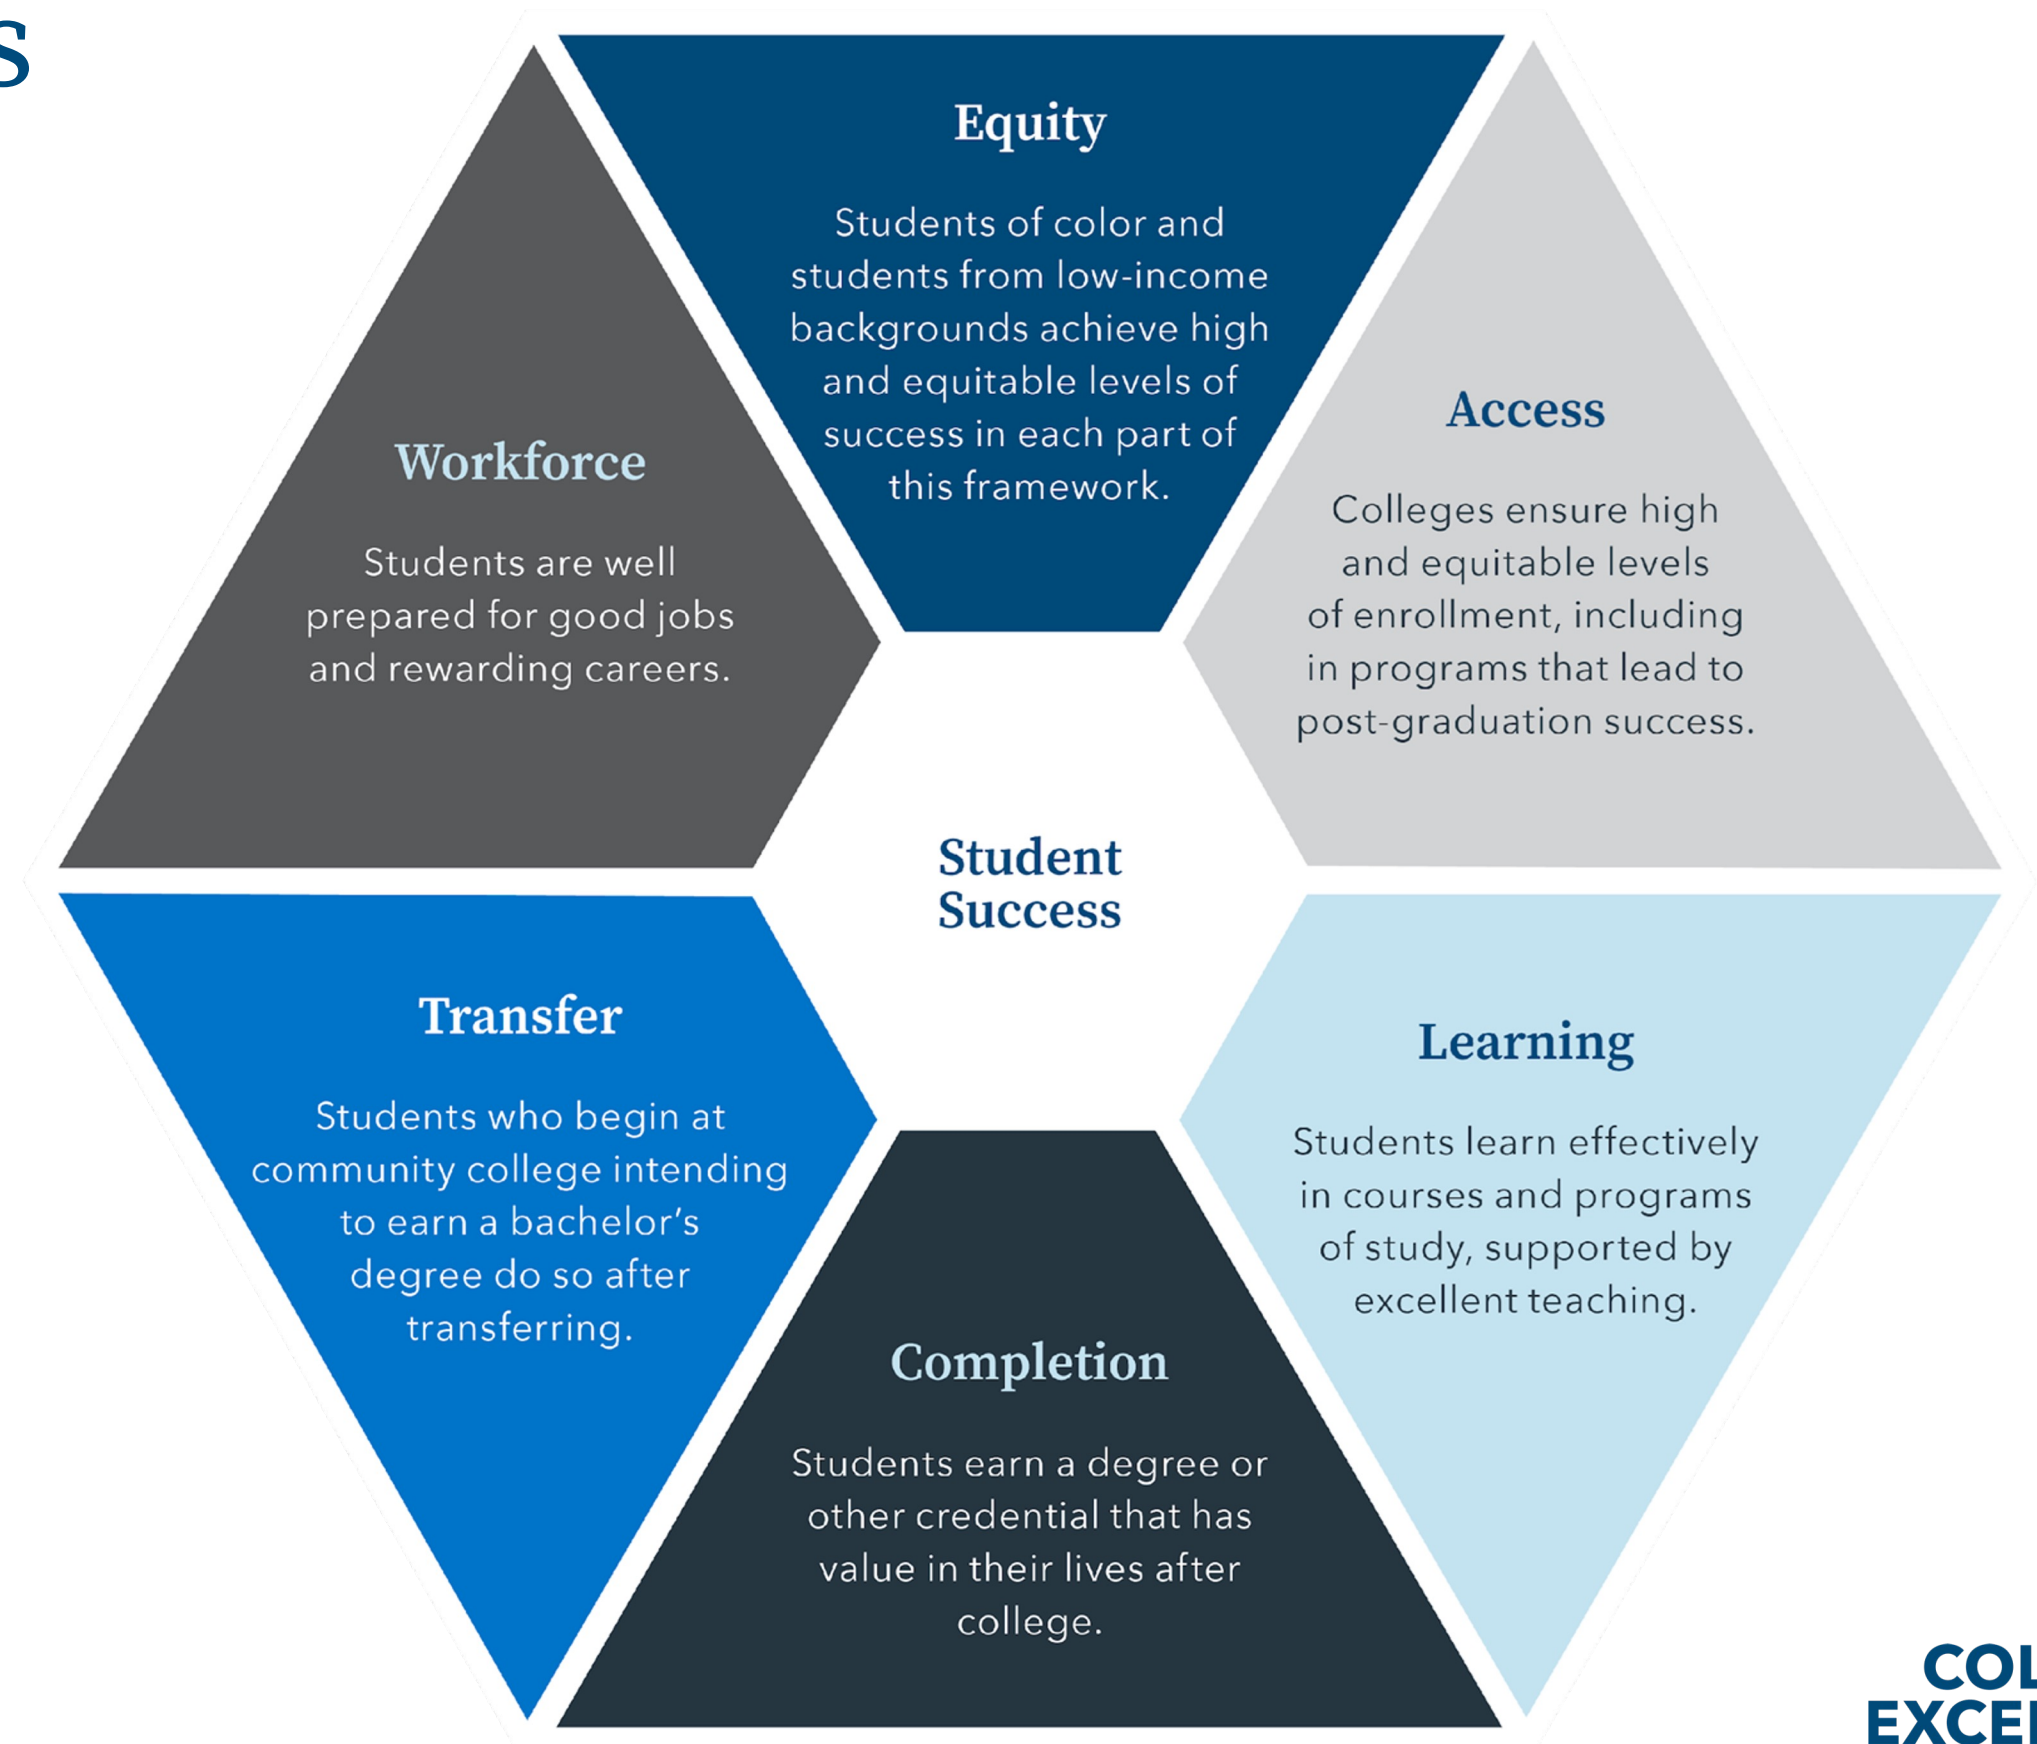 s
Equity
Students of color and
students from low-income
backgrounds achieve high
and equitable levels of
success in each part of
this framework.
Access
Colleges ensure high
and equitable levels
of enrollment, including
in programs that lead to
post-graduation success.
Workforce
Students are well
prepared for good jobs
and rewarding careers.
Student
Success
Transfer
Students who begin at
community college intending
to earn a bachelor’s
degree do so after
transferring.
Learning
Students learn effectively
in courses and programs
of study, supported by
excellent teaching.
Completion
Students earn a degree or
other credential that has
value in their lives after
college.